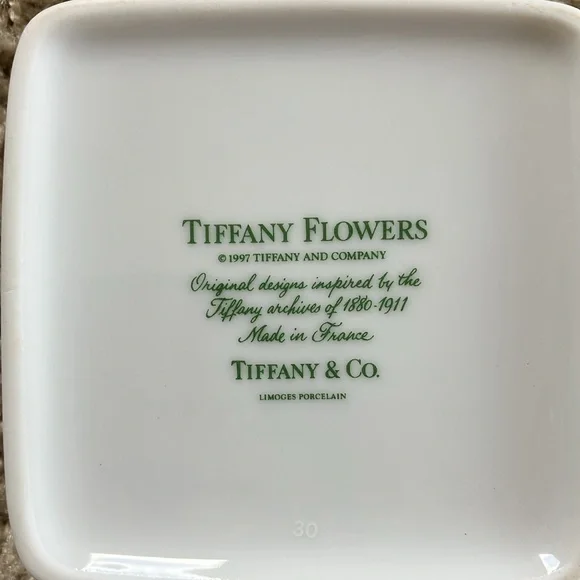 TIFFANY FLOWERS
© 1997 TIFFANY AND COMPANY
Original designs inspired by the
Tiffany archives of 1880-1911
Made in France
TIFFANY & CO.
LIMOGES PORCELAIN
30